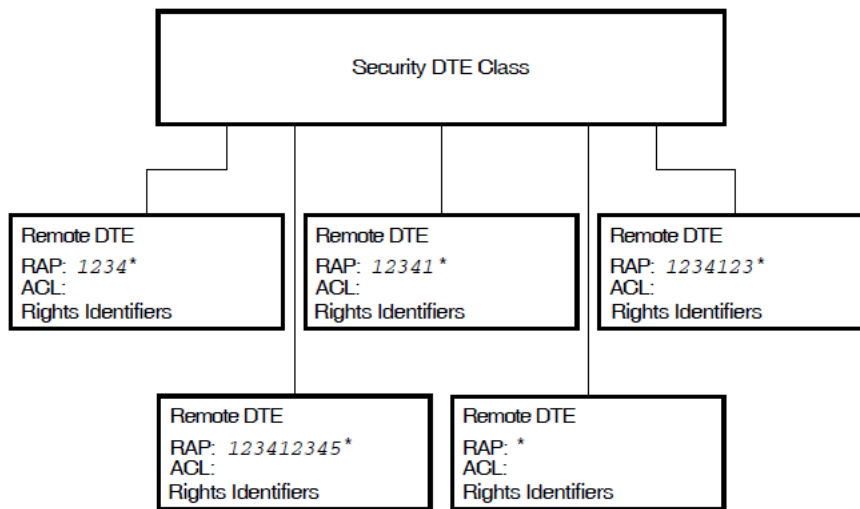 Security DTE Class
Remote DTE
RAP: 1234*
ACL:
Rights Identifiers
Remote DTE
RAP: 12341*
ACL:
Rights Identifiers
Remote DTE
RAP: 1234123*
ACL:
Rights Identifiers
Remote DTE
RAP: 123412345*
ACL:
Rights Identifiers
Remote DTE
RAP: *
ACL:
Rights Identifiers